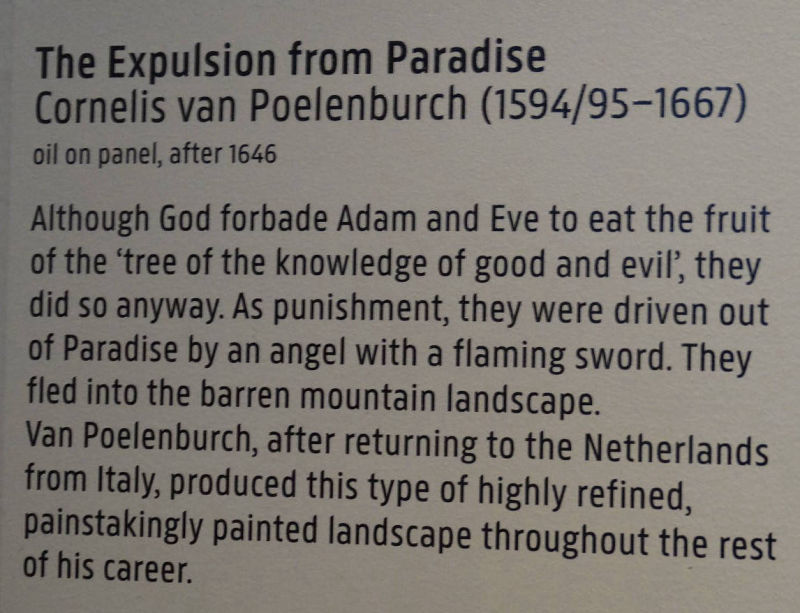 The Expulsion from Paradise
Cornelis van Poelenburch (1594/95–1667)
oil on panel, after 1646
Although God forbade Adam and Eve to eat the fruit
of the ‘tree of the knowledge of good and evil’, they
did so anyway. As punishment, they were driven out
of Paradise by an angel with a flaming sword. They
fled into the barren mountain landscape.
Van Poelenburch, after returning to the Netherlands
from Italy, produced this type of highly refined,
painstakingly painted landscape throughout the rest
of his career.